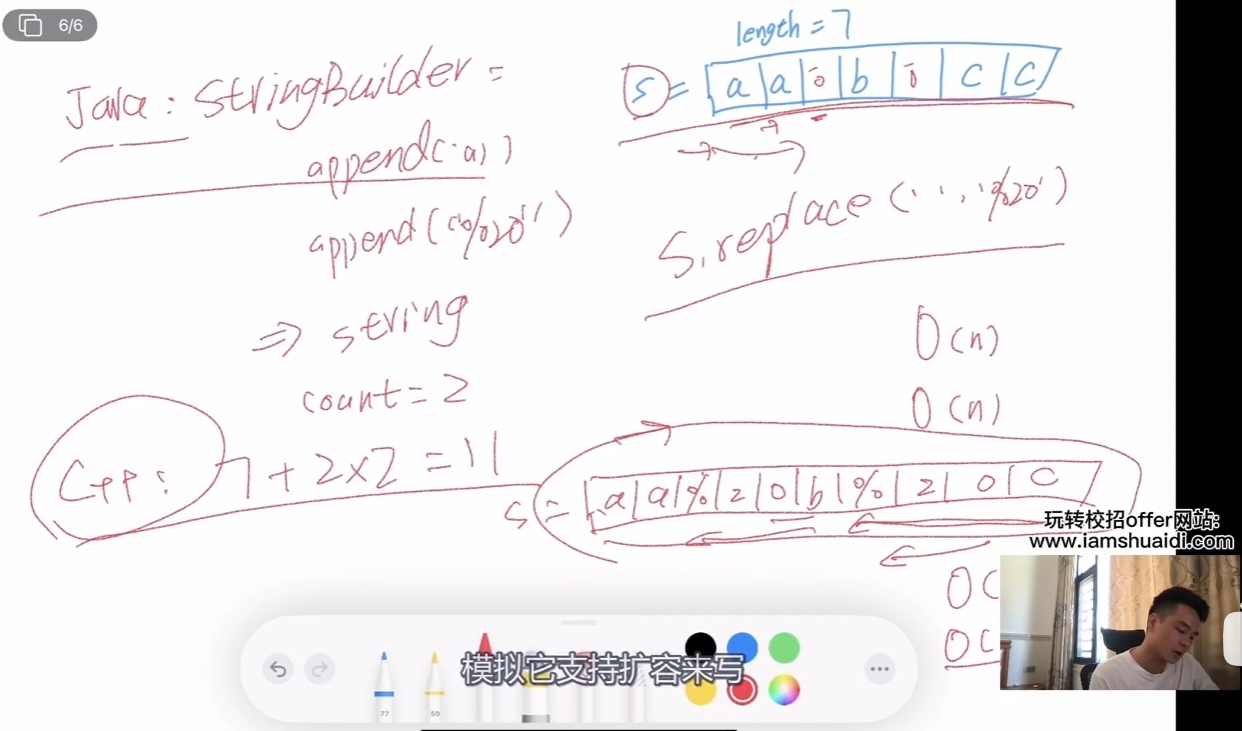 6/6
length = 7
Java: StringBuilder =
s = a a b c c
append('a')
append("%20")
s.replace(' ', '%20')
=> string
O(n)
count = 2
O(n)
Cpp: 7 + 2x2 = 11
s = a a % 2 0 b % 2 0 c
玩转校招offer网站:
www.iamshuaidi.com
O(
O(
模拟它支持扩容来写
77
50